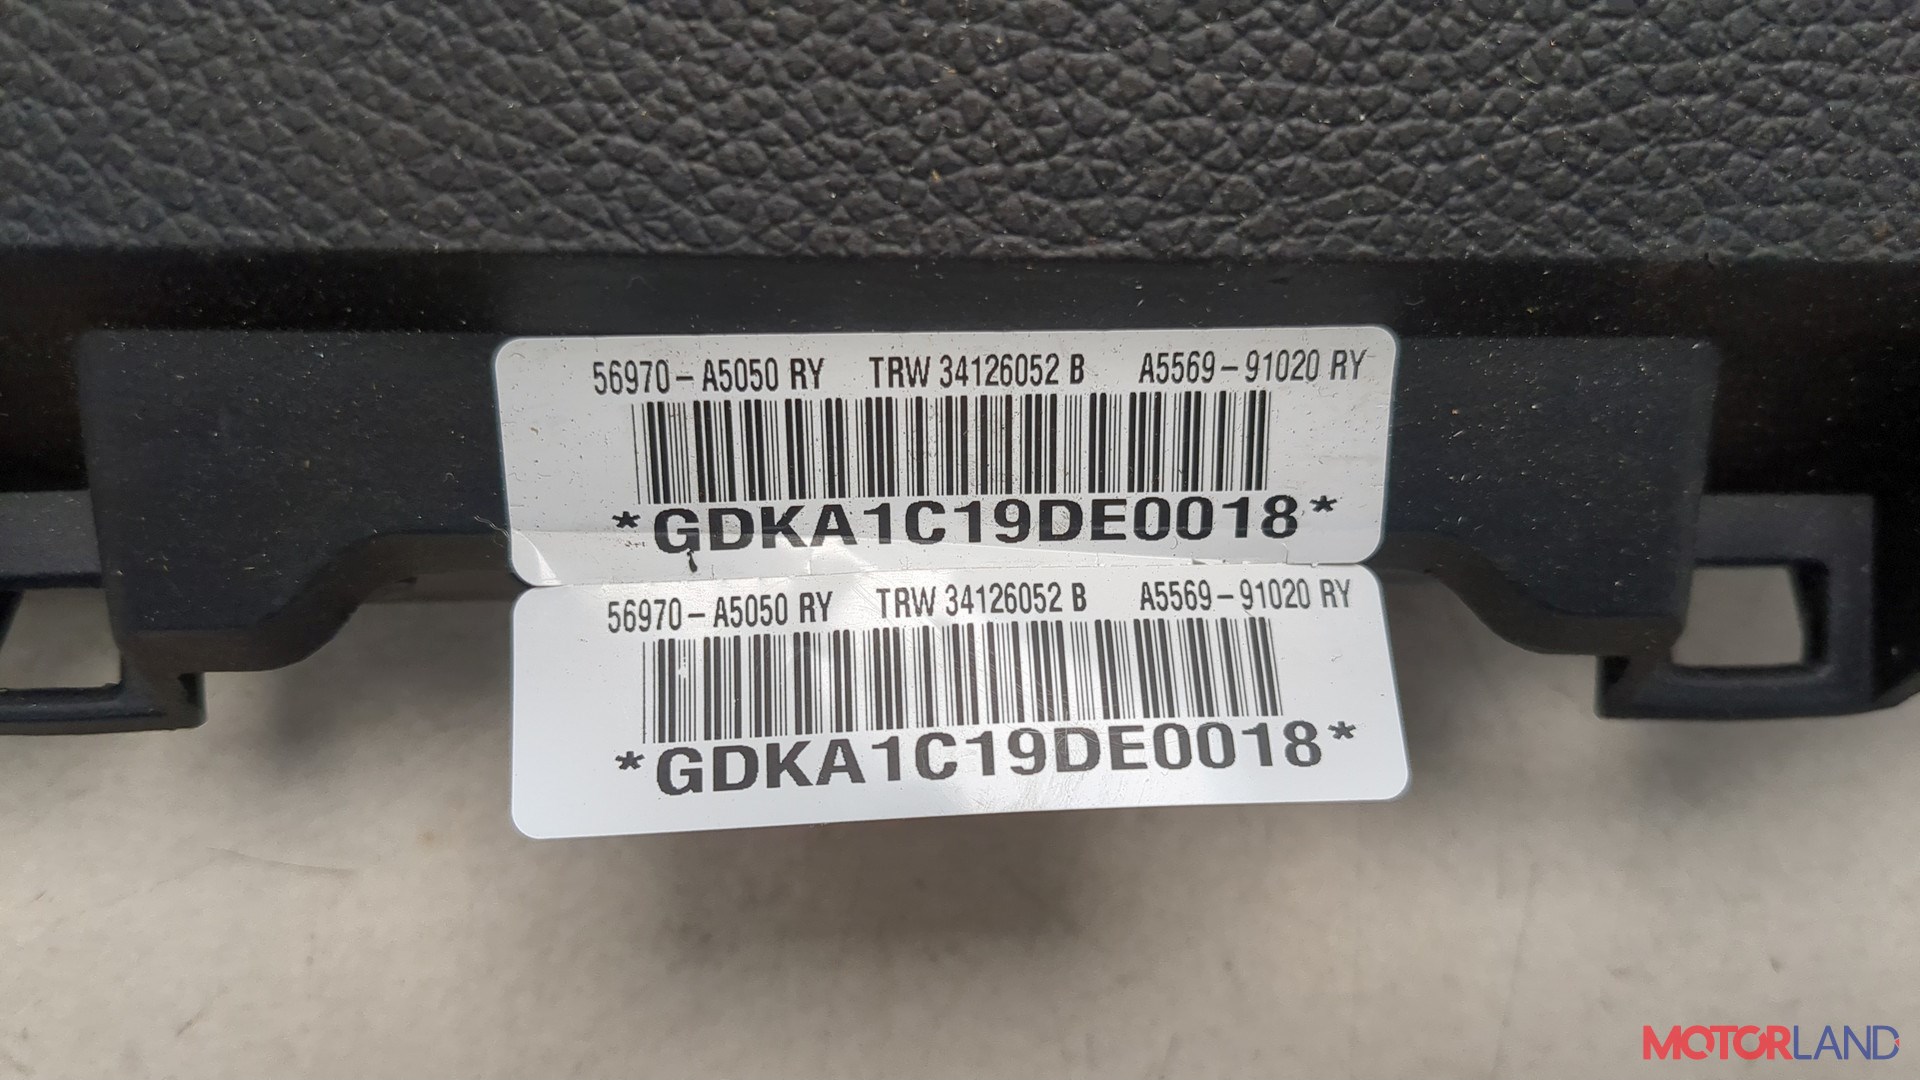 56970-A5050 RY TRW 34126052 B A5569-91020 RY
*GDKA1C19DE0018*
56970-A5050 RY TRW 34126052 B A5569-91020 RY
*GDKA1C19DE0018*
MOTORLAND